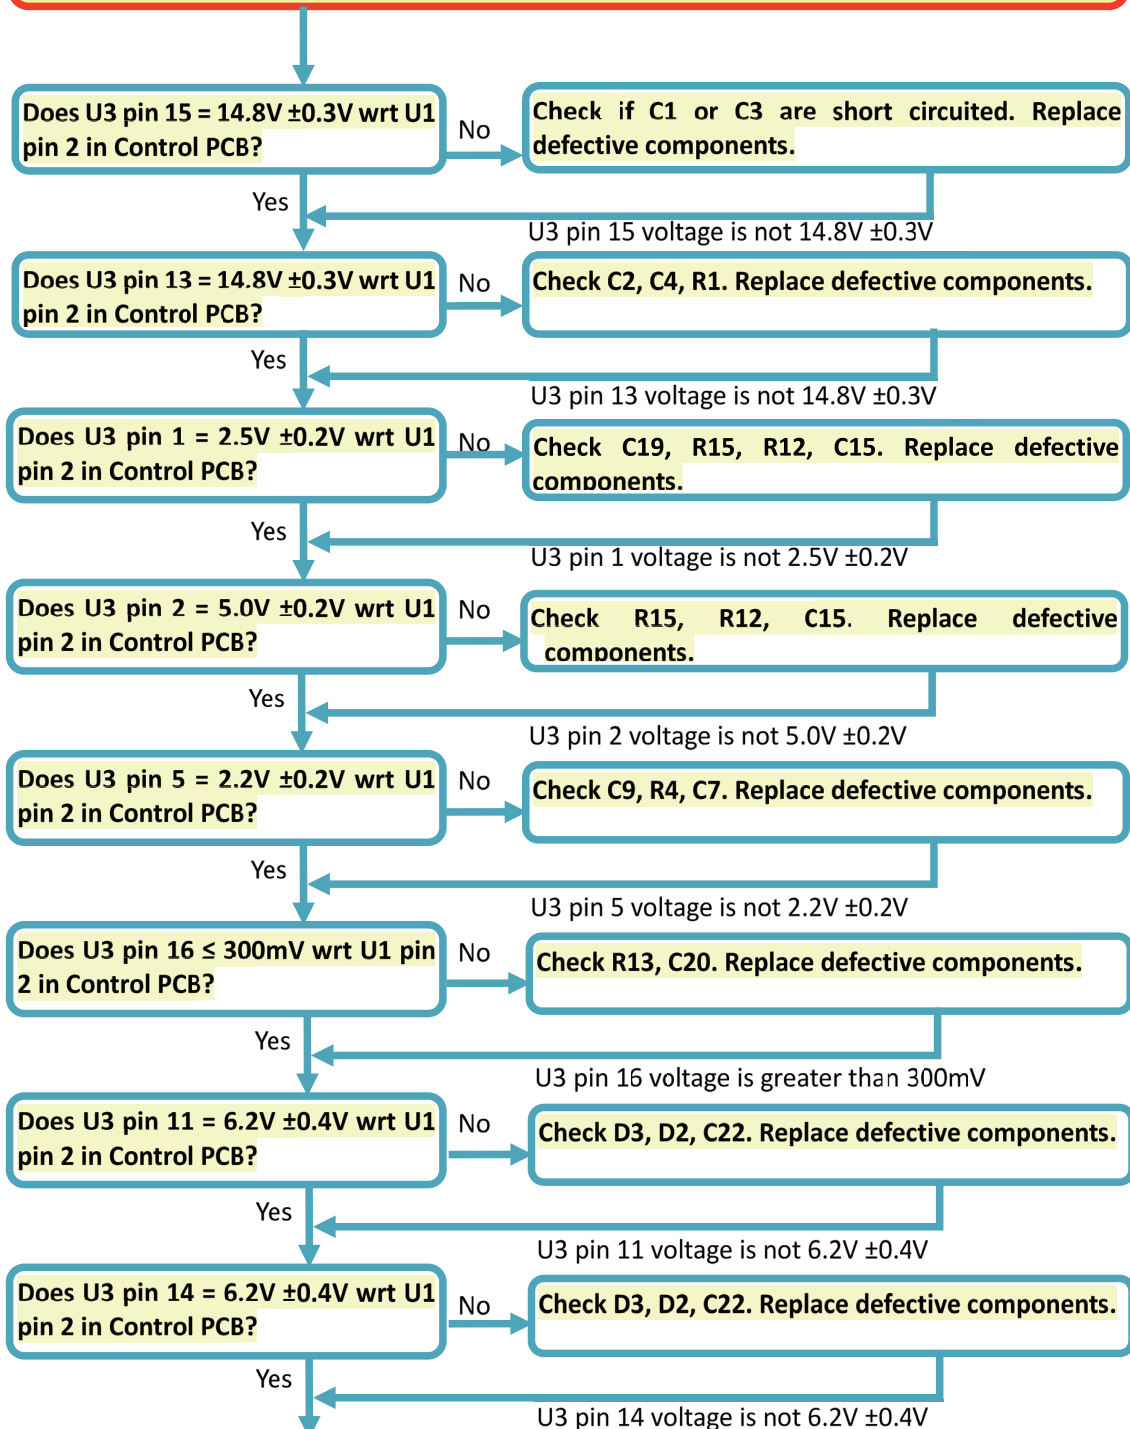 Does U3 pin 15 = 14.8V ±0.3V wrt U1
pin 2 in Control PCB?
No
Check if C1 or C3 are short circuited. Replace
defective components.
Yes
U3 pin 15 voltage is not 14.8V ±0.3V
Does U3 pin 13 = 14.8V ±0.3V wrt U1
pin 2 in Control PCB?
No
Check C2, C4, R1. Replace defective components.
Yes
U3 pin 13 voltage is not 14.8V ±0.3V
Does U3 pin 1 = 2.5V ±0.2V wrt U1
pin 2 in Control PCB?
No
Check C19, R15, R12, C15. Replace defective
components.
Yes
U3 pin 1 voltage is not 2.5V ±0.2V
Does U3 pin 2 = 5.0V ±0.2V wrt U1
pin 2 in Control PCB?
No
Check R15, R12, C15. Replace defective
components.
Yes
U3 pin 2 voltage is not 5.0V ±0.2V
Does U3 pin 5 = 2.2V ±0.2V wrt U1
pin 2 in Control PCB?
No
Check C9, R4, C7. Replace defective components.
Yes
U3 pin 5 voltage is not 2.2V ±0.2V
Does U3 pin 16 ≤ 300mV wrt U1 pin
2 in Control PCB?
No
Check R13, C20. Replace defective components.
Yes
U3 pin 16 voltage is greater than 300mV
Does U3 pin 11 = 6.2V ±0.4V wrt U1
pin 2 in Control PCB?
No
Check D3, D2, C22. Replace defective components.
Yes
U3 pin 11 voltage is not 6.2V ±0.4V
Does U3 pin 14 = 6.2V ±0.4V wrt U1
pin 2 in Control PCB?
No
Check D3, D2, C22. Replace defective components.
Yes
U3 pin 14 voltage is not 6.2V ±0.4V